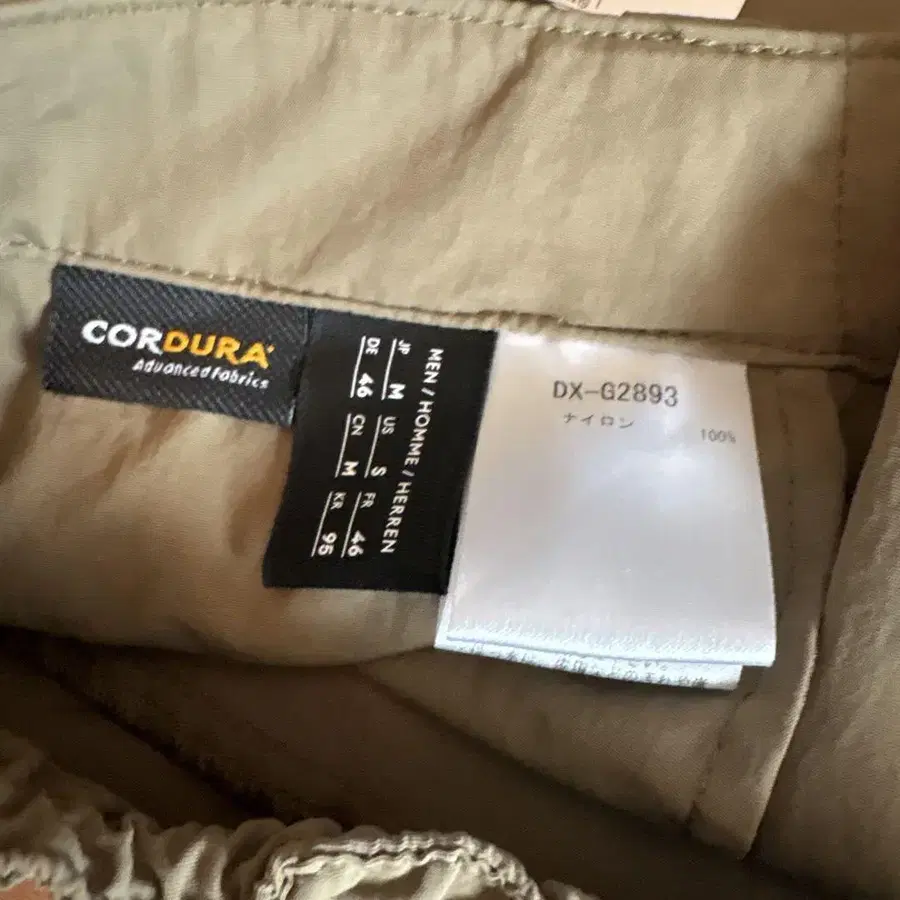 CORDURA
Advanced fabrics
MEN / HOMME / HERREN
JP M US S FR 46
DE 46 CN M KR 95
DX-G2893
ナイロン 100%